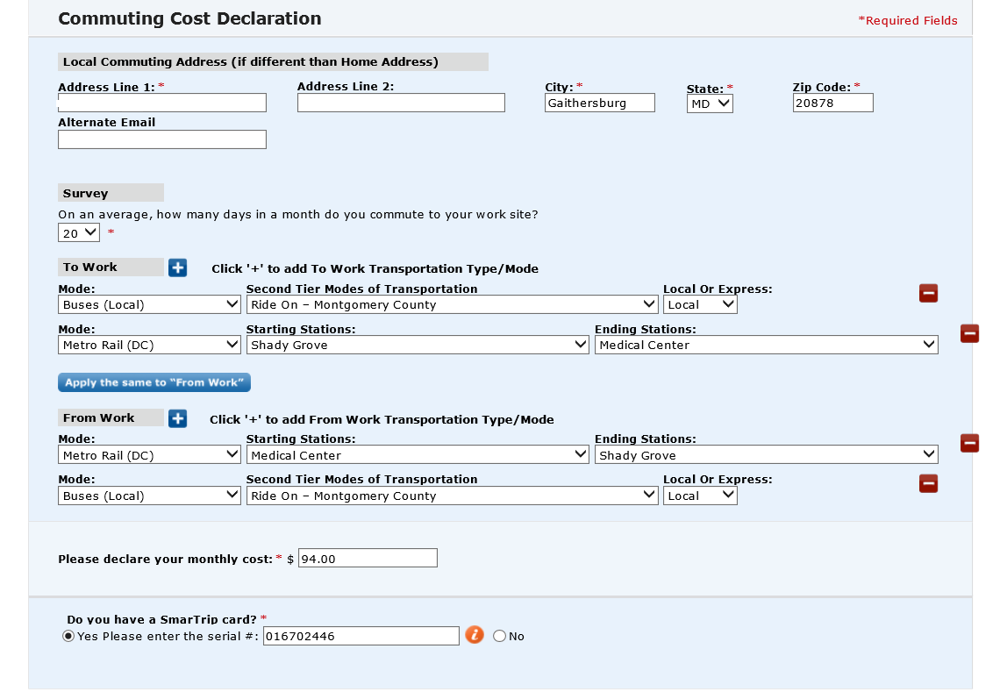 Commuting Cost Declaration
*Required Fields
Local Commuting Address (if different than Home Address)
Address Line 1: * Address Line 2: City: * State: * Zip Code: *
Gaithersburg MD 20878
Alternate Email
Survey
On an average, how many days in a month do you commute to your work site?
20 *
To Work + Click '+' to add To Work Transportation Type/Mode
Mode: Second Tier Modes of Transportation Local Or Express:
Buses (Local) Ride On – Montgomery County Local
Mode: Starting Stations: Ending Stations:
Metro Rail (DC) Shady Grove Medical Center
Apply the same to “From Work”
From Work + Click '+' to add From Work Transportation Type/Mode
Mode: Starting Stations: Ending Stations:
Metro Rail (DC) Medical Center Shady Grove
Mode: Second Tier Modes of Transportation Local Or Express:
Buses (Local) Ride On – Montgomery County Local
Please declare your monthly cost: * $ 94.00
Do you have a SmarTrip card? *
Yes Please enter the serial #: 016702446 i No